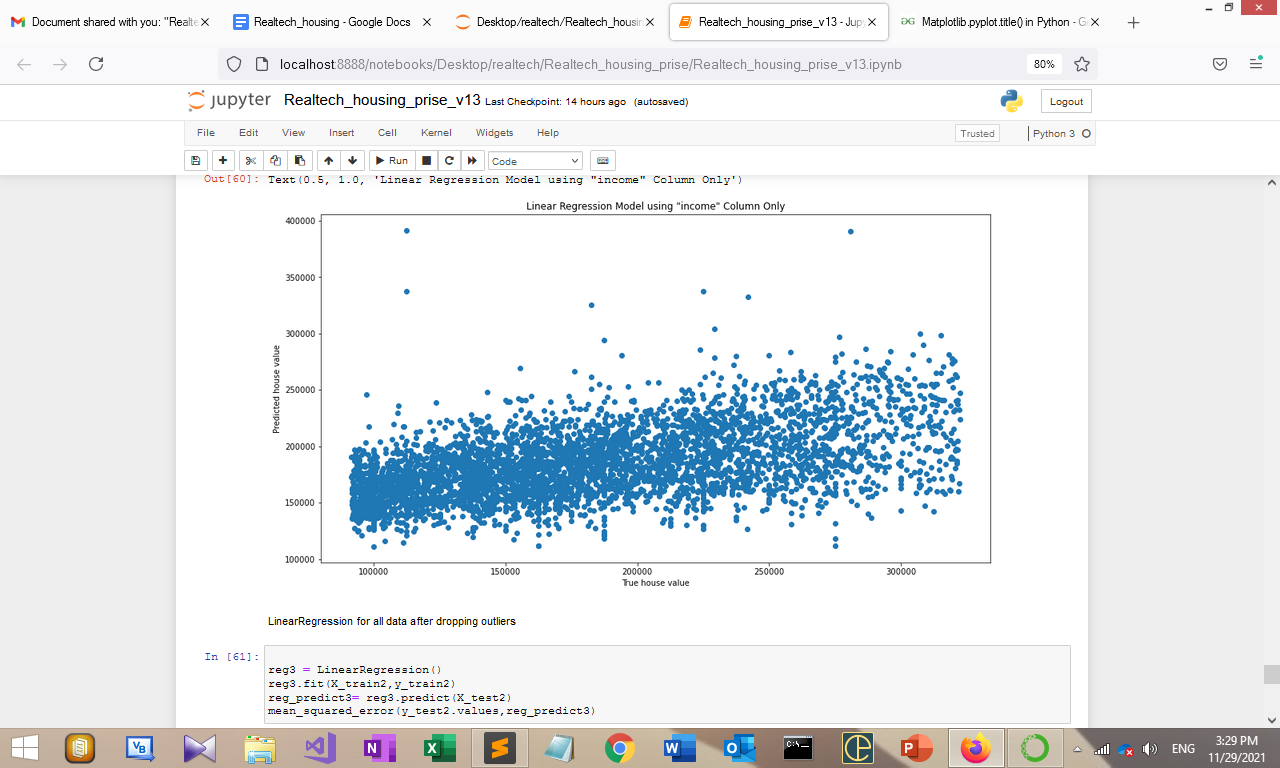 Document shared with you: "Realte
Realtech_housing - Google Docs
Desktop/realtech/Realtech_housin
Realtech_housing_prise_v13 - Jup
Matplotlib.pyplot.title() in Python - G
localhost:8888/notebooks/Desktop/realtech/Realtech_housing_prise/Realtech_housing_prise_v13.ipynb
80%
jupyter Realtech_housing_prise_v13 Last Checkpoint: 14 hours ago (autosaved)
Logout
File Edit View Insert Cell Kernel Widgets Help
Trusted
Python 3
Run
Code
Out[60]: Text(0.5, 1.0, 'Linear Regression Model using "income" Column Only')
Linear Regression Model using "income" Column Only
400000
350000
300000
250000
200000
150000
100000
Predicted house value
100000 150000 200000 250000 300000
True house value
LinearRegression for all data after dropping outliers
In [61]:
reg3 = LinearRegression()
reg3.fit(X_train2,y_train2)
reg_predict3= reg3.predict(X_test2)
mean_squared_error(y_test2.values,reg_predict3)
ENG
3:29 PM
11/29/2021